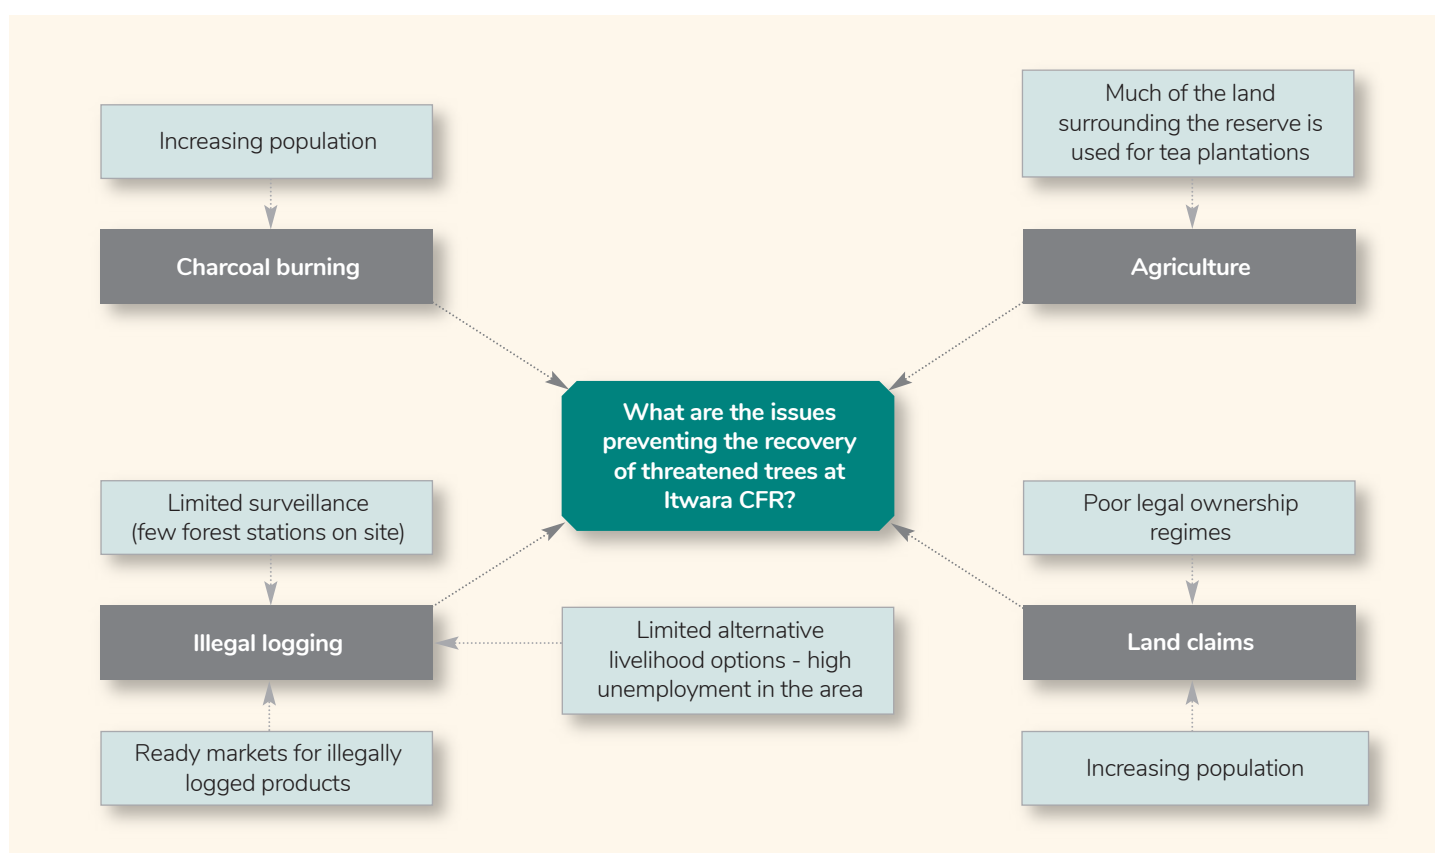 Increasing population
Charcoal burning
Much of the land
surrounding the reserve is
used for tea plantations
Agriculture
What are the issues
preventing the recovery
of threatened trees at
Itwara CFR?
Limited surveillance
(few forest stations on site)
Illegal logging
Ready markets for illegally
logged products
Limited alternative
livelihood options - high
unemployment in the area
Poor legal ownership
regimes
Land claims
Increasing population